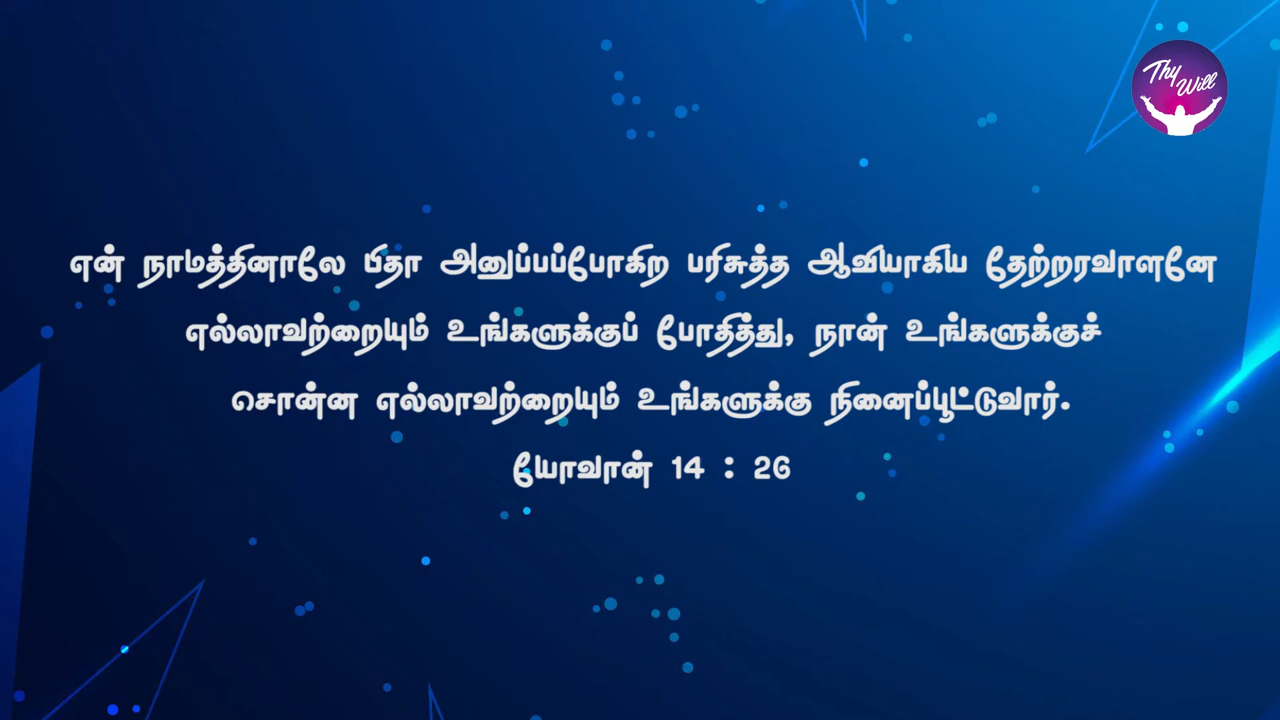 Thy Will
என் நாமத்தினாலே பிதா அனுப்பப்போகிற பரிசுத்த ஆவியாகிய தேற்றரவாளனே
எல்லாவற்றையும் உங்களுக்குப் போதித்து, நான் உங்களுக்குச்
சொன்ன எல்லாவற்றையும் உங்களுக்கு நினைப்பூட்டுவார்.
யோவான் 14 : 26